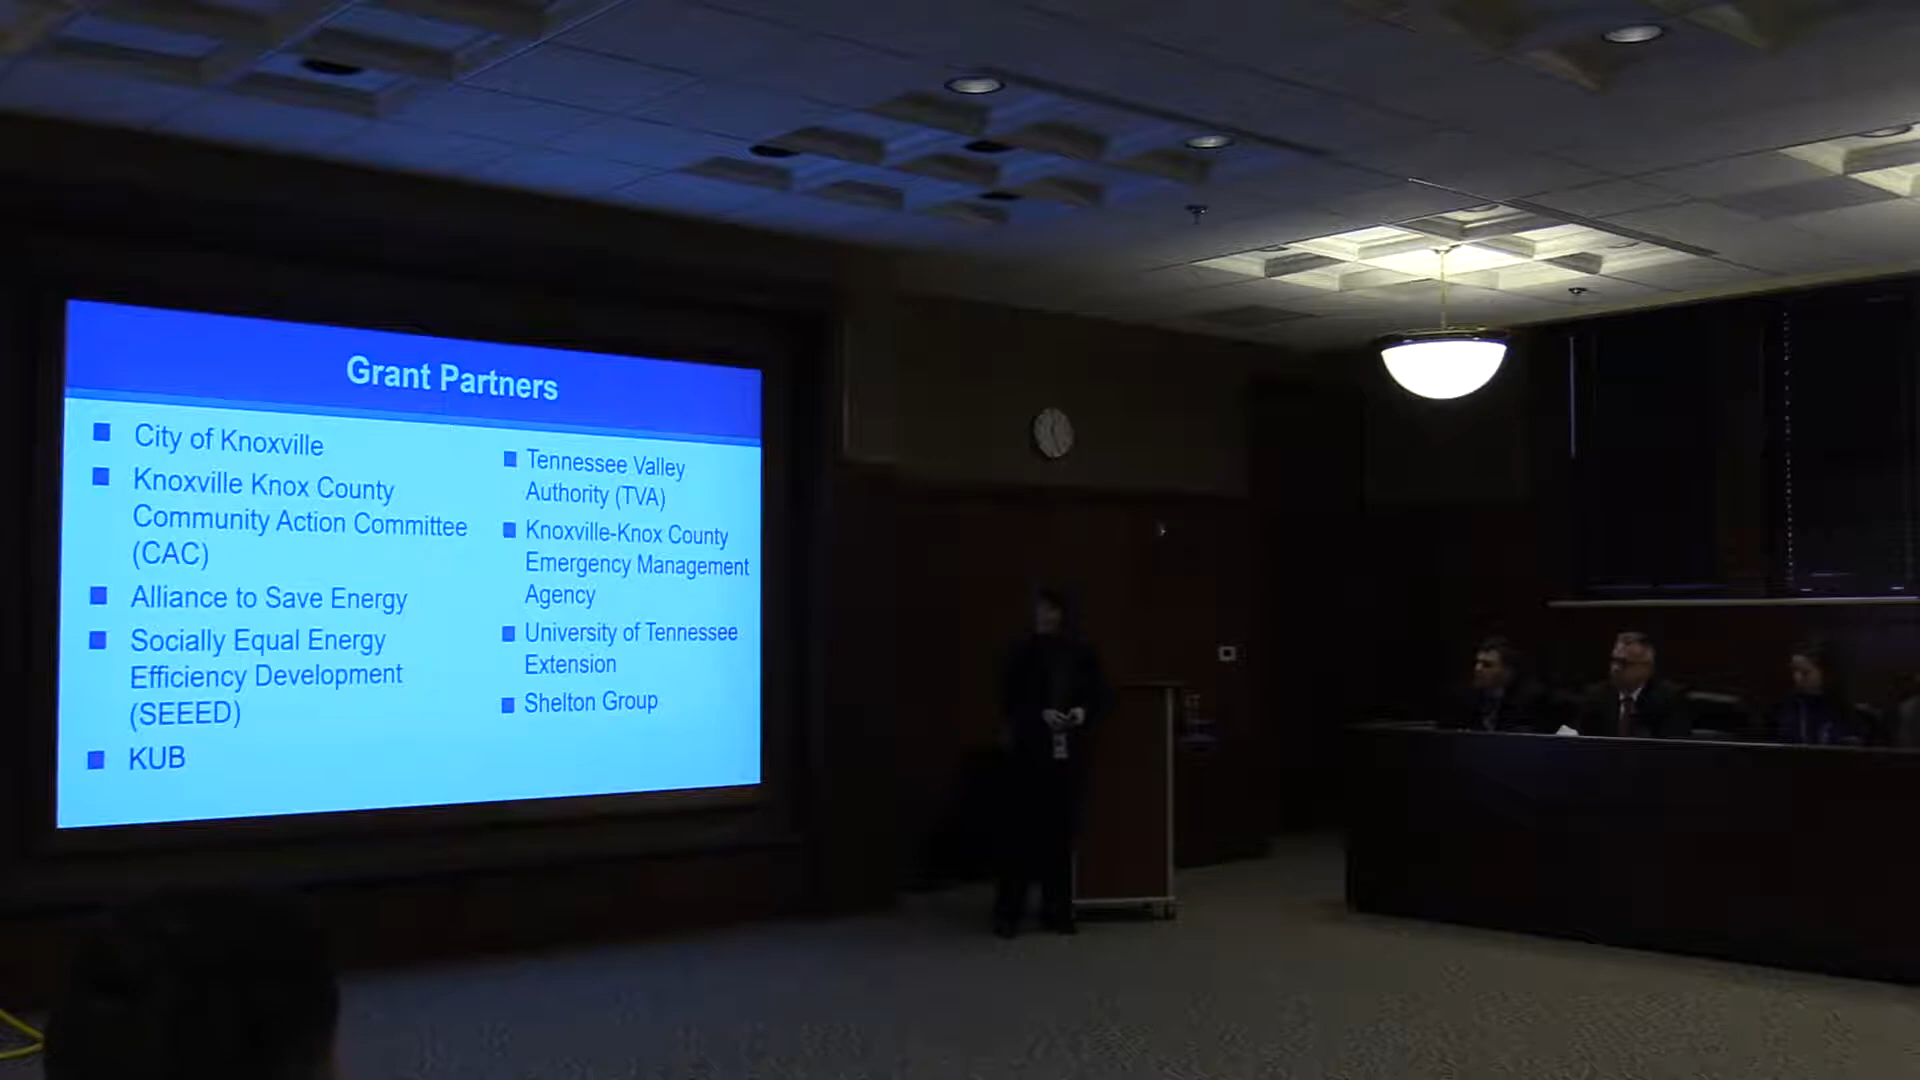 Grant Partners
City of Knoxville
Knoxville Knox County
Community Action Committee
(CAC)
Alliance to Save Energy
Socially Equal Energy
Efficiency Development
(SEEED)
KUB
Tennessee Valley
Authority (TVA)
Knoxville-Knox County
Emergency Management
Agency
University of Tennessee
Extension
Shelton Group